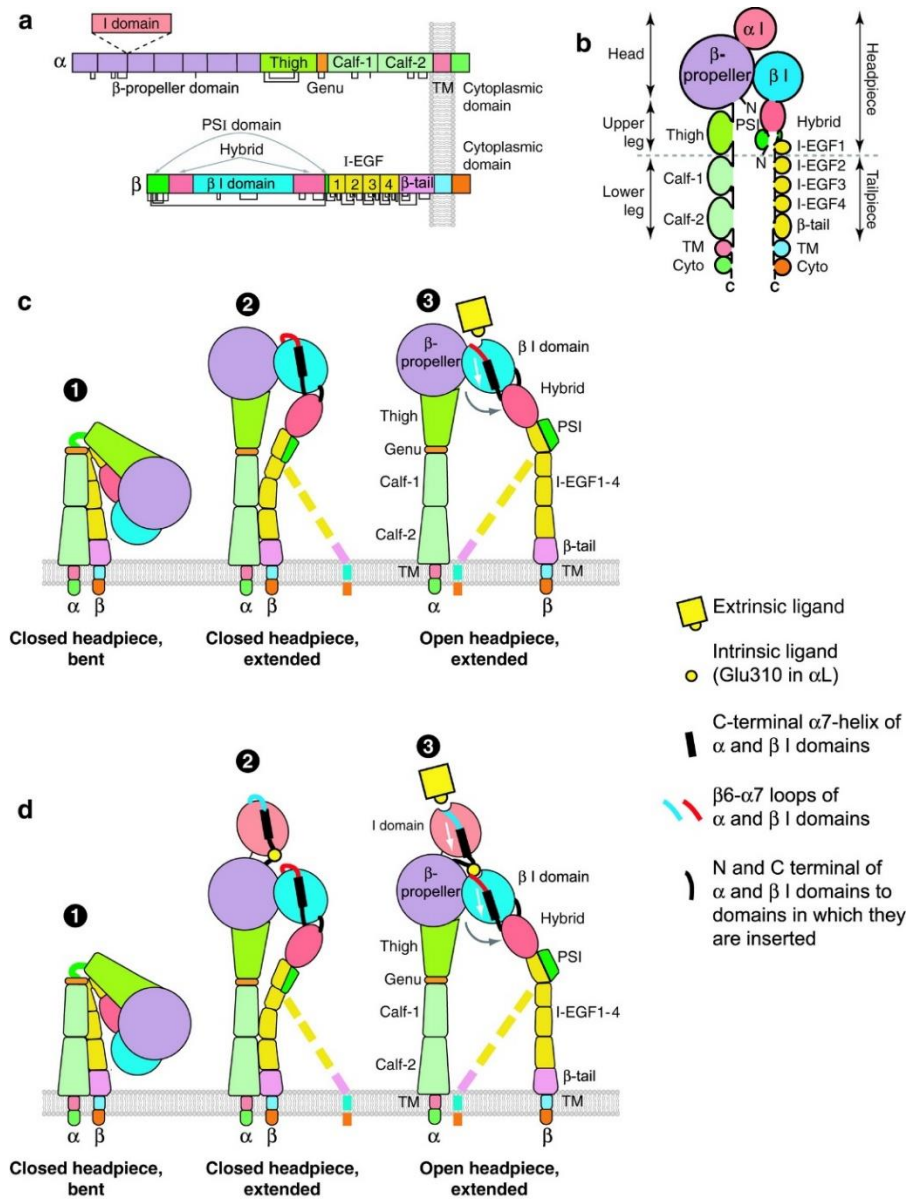 a
I domain
α
Thigh
Calf-1
Calf-2
β-propeller domain
Genu
TM
Cytoplasmic
domain
PSI domain
Hybrid
I-EGF
Cytoplasmic
domain
β
β I domain
1
2
3
4
β-tail
b
Head
Upper
leg
Lower
leg
α I
β-
propeller
β I
N
PSI
N
Hybrid
Thigh
I-EGF1
I-EGF2
Calf-1
I-EGF3
I-EGF4
Calf-2
β-tail
TM
TM
Cyto
Cyto
C
C
Headpiece
Tailpiece
c
1
2
3
β-
propeller
β I domain
Hybrid
Thigh
PSI
Genu
Calf-1
I-EGF1-4
Calf-2
β-tail
TM
TM
α
β
α
β
α
β
Closed headpiece,
bent
Closed headpiece,
extended
Open headpiece,
extended
Extrinsic ligand
Intrinsic ligand
(Glu310 in αL)
C-terminal α7-helix of
α and β I domains
β6-α7 loops of
α and β I domains
N and C terminal of
α and β I domains to
domains in which they
are inserted
d
1
2
3
I domain
β-
propeller
β I domain
Hybrid
Thigh
PSI
Genu
Calf-1
I-EGF1-4
Calf-2
β-tail
TM
TM
α
β
α
β
α
β
Closed headpiece,
bent
Closed headpiece,
extended
Open headpiece,
extended